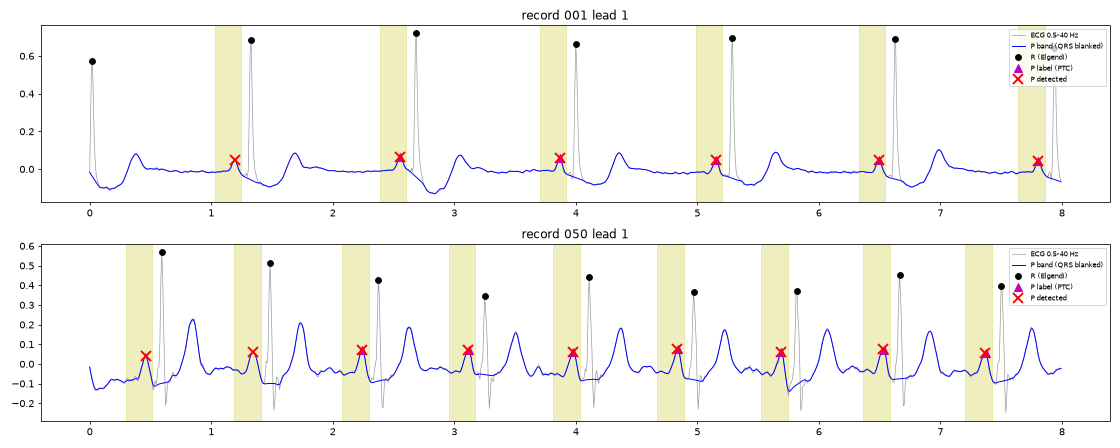 record 001 lead 1
ECG 0.5-40 Hz
P band (QRS blanked)
R (Elgendi)
P label (PTC)
P detected
0.6
0.4
0.2
0.0
0 1 2 3 4 5 6 7 8
record 050 lead 1
ECG 0.5-40 Hz
P band (QRS blanked)
R (Elgendi)
P label (PTC)
P detected
0.6
0.5
0.4
0.3
0.2
0.1
0.0
−0.1
−0.2
0 1 2 3 4 5 6 7 8